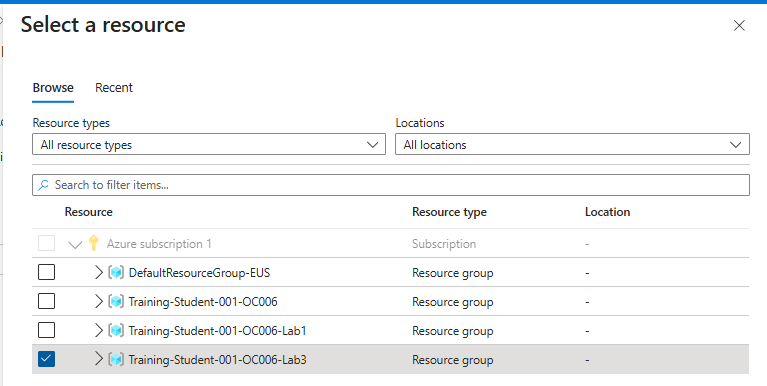 Select a resource
Browse Recent
Resource types Locations
All resource types All locations
Search to filter items...
Resource Resource type Location
Azure subscription 1 Subscription -
DefaultResourceGroup-EUS Resource group -
Training-Student-001-OC006 Resource group -
Training-Student-001-OC006-Lab1 Resource group -
Training-Student-001-OC006-Lab3 Resource group -